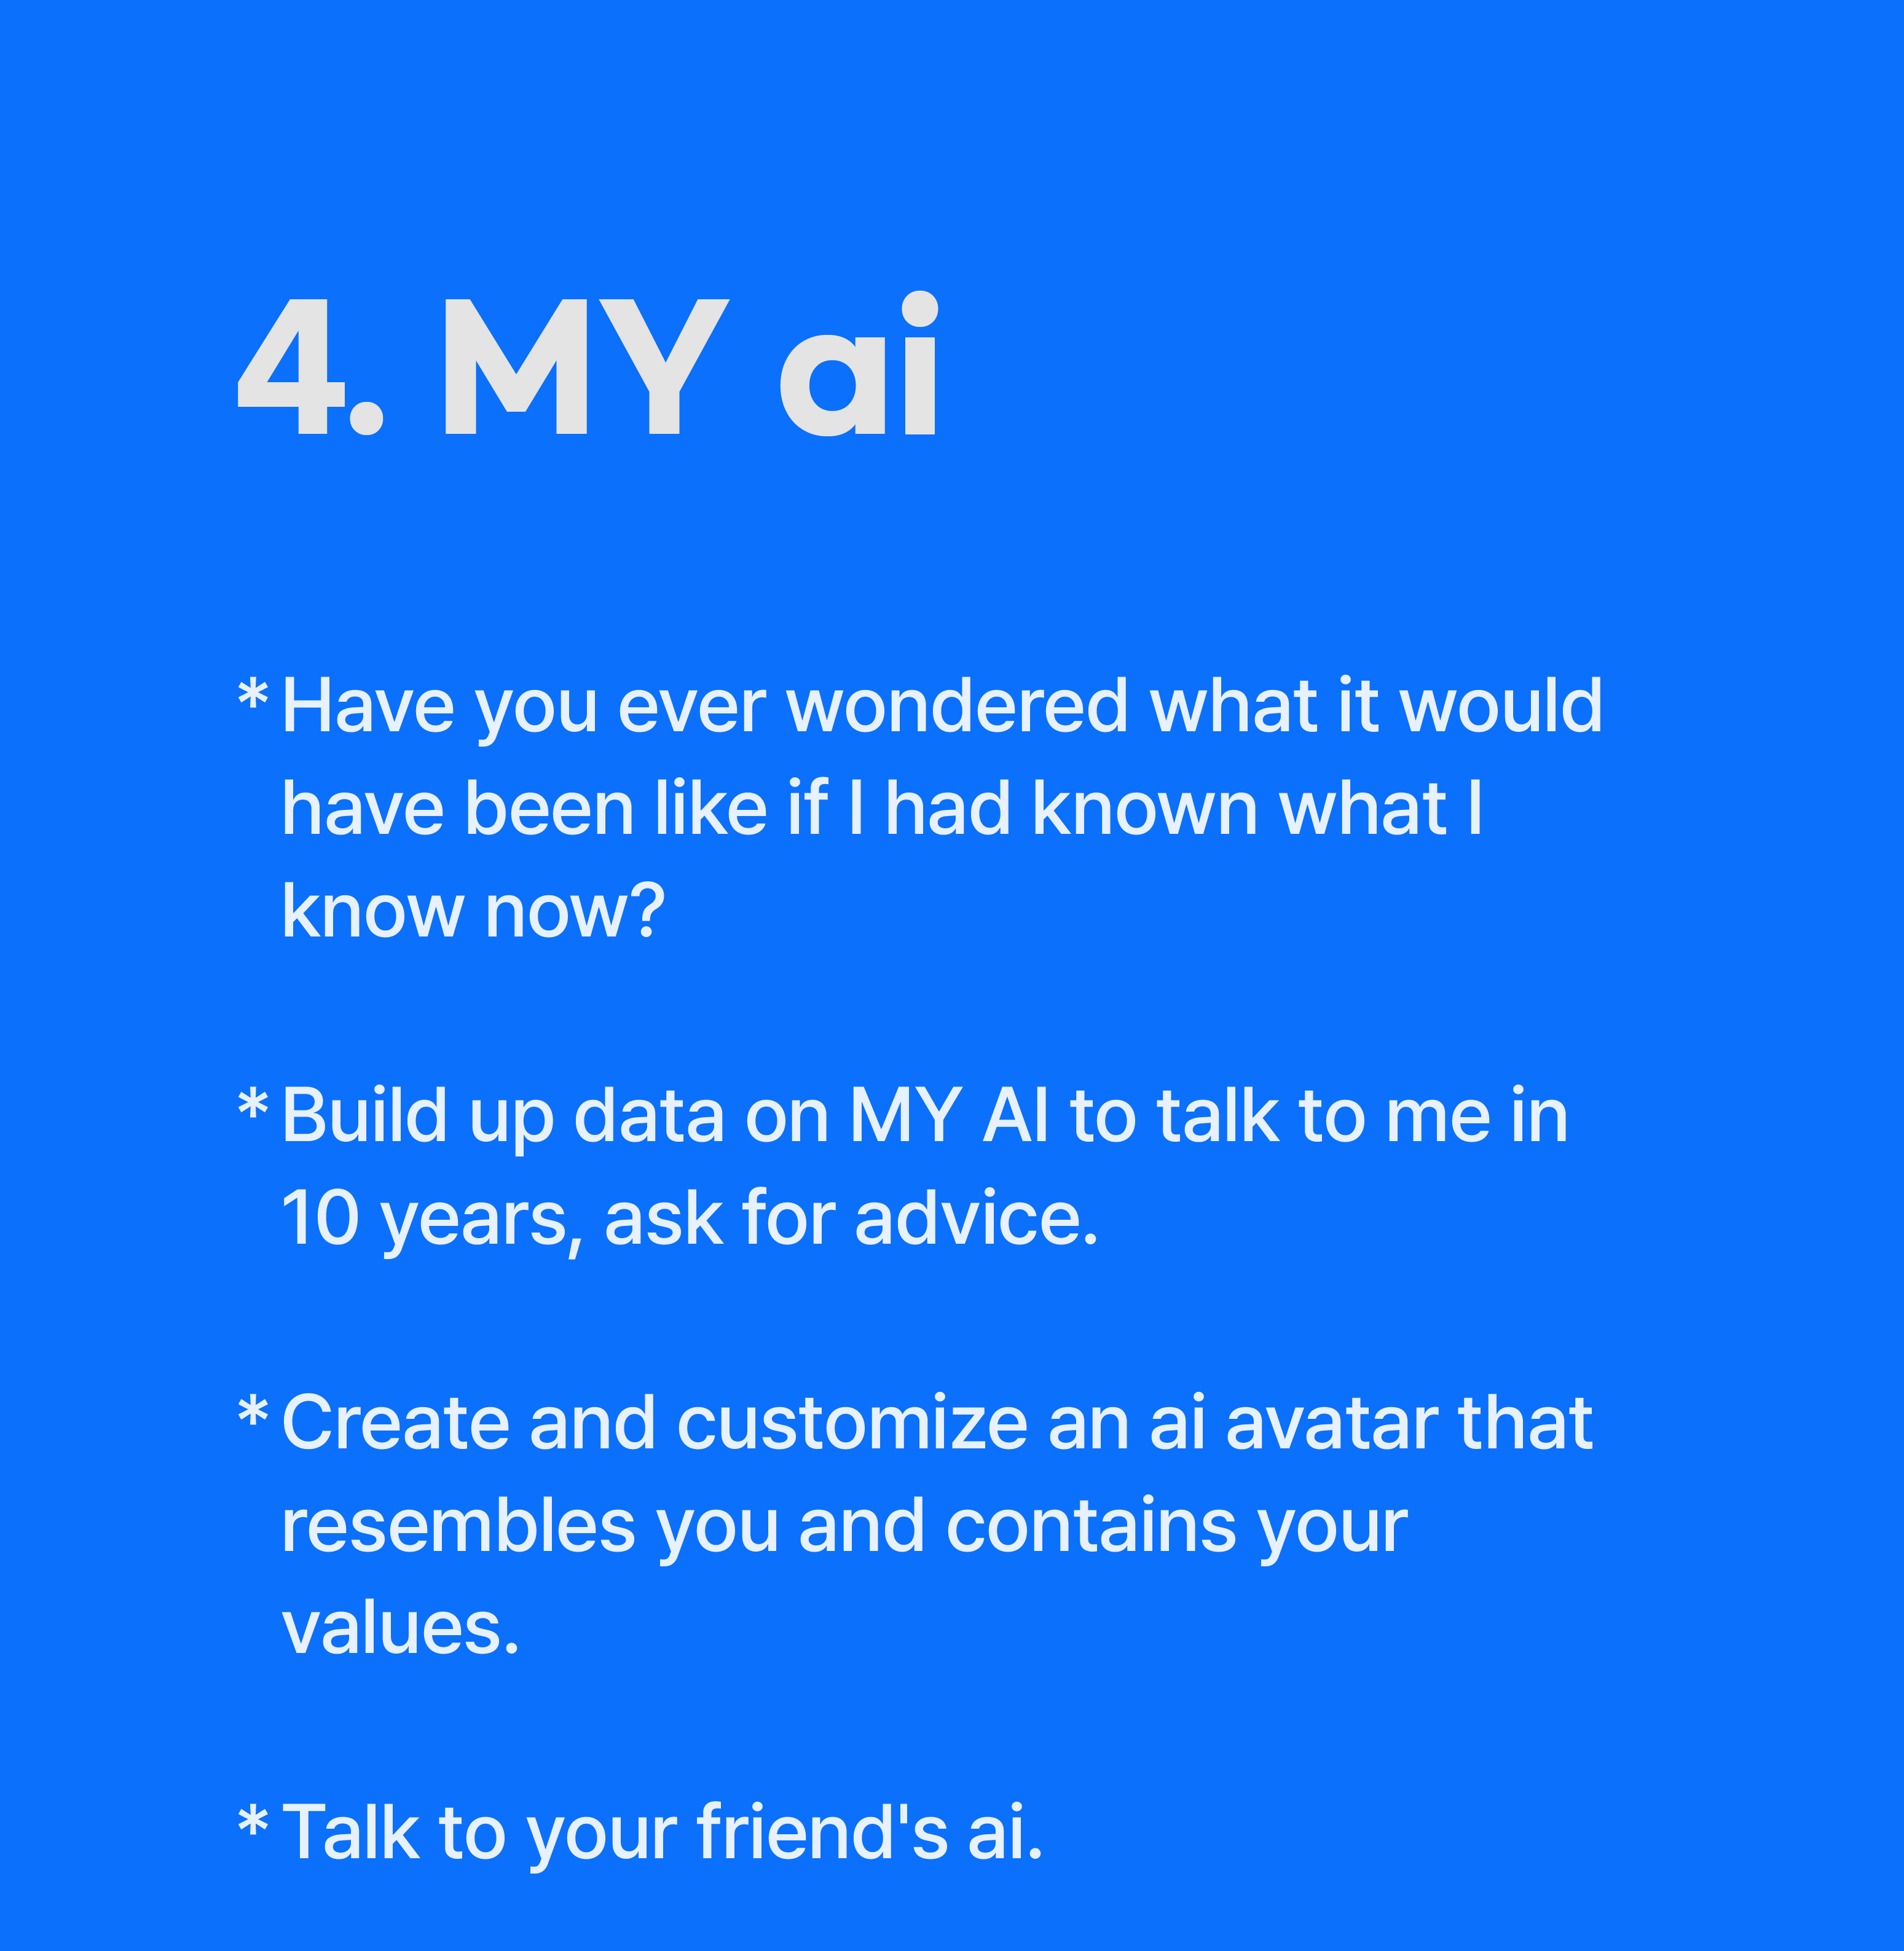 4. MY ai
* Have you ever wondered what it would
have been like if I had known what I
know now?
* Build up data on MY AI to talk to me in
10 years, ask for advice.
* Create and customize an ai avatar that
resembles you and contains your
values.
* Talk to your friend's ai.